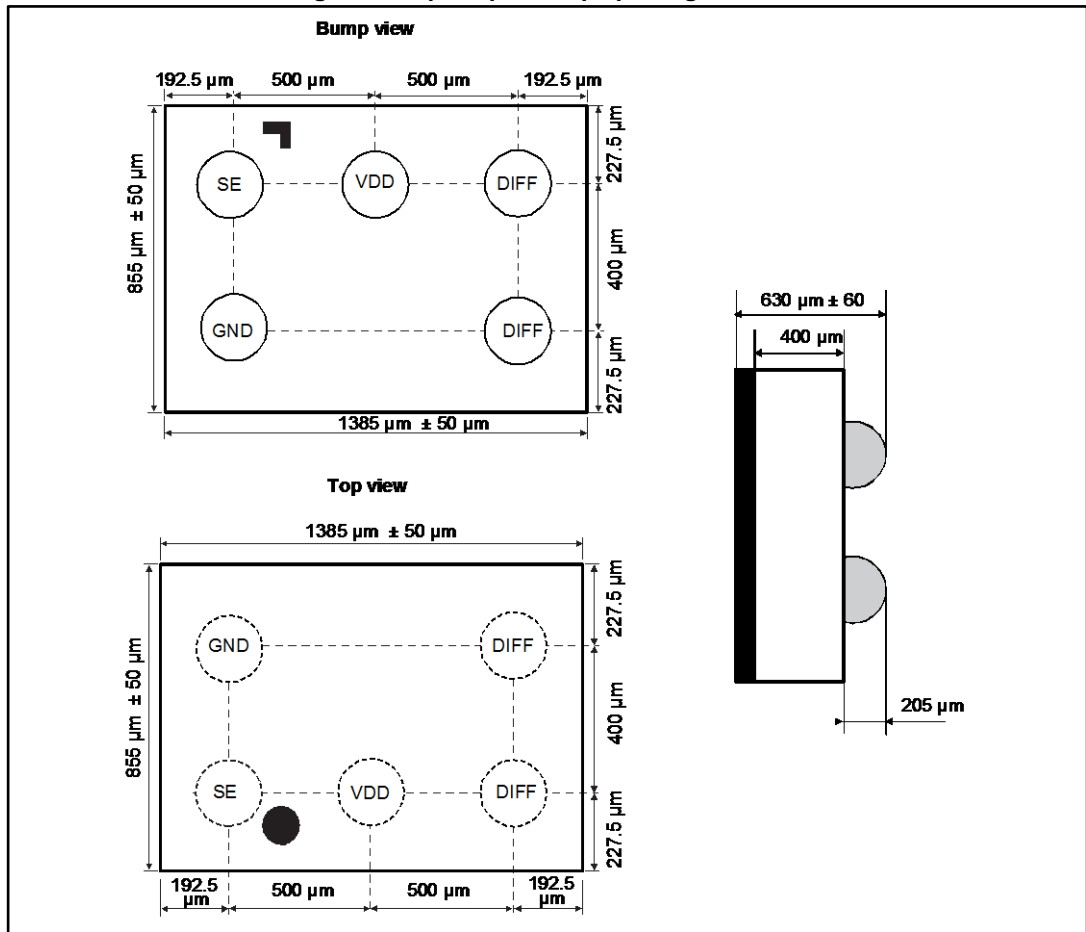 Bump view
192.5 µm 500 µm 500 µm 192.5 µm
SE VDD DIFF
GND DIFF
855 µm ± 50 µm
227.5 µm
400 µm
227.5 µm
1385 µm ± 50 µm
Top view
1385 µm ± 50 µm
GND DIFF
SE VDD DIFF
855 µm ± 50 µm
227.5 µm
400 µm
227.5 µm
192.5 µm 500 µm 500 µm 192.5 µm
630 µm ± 60
400 µm
205 µm